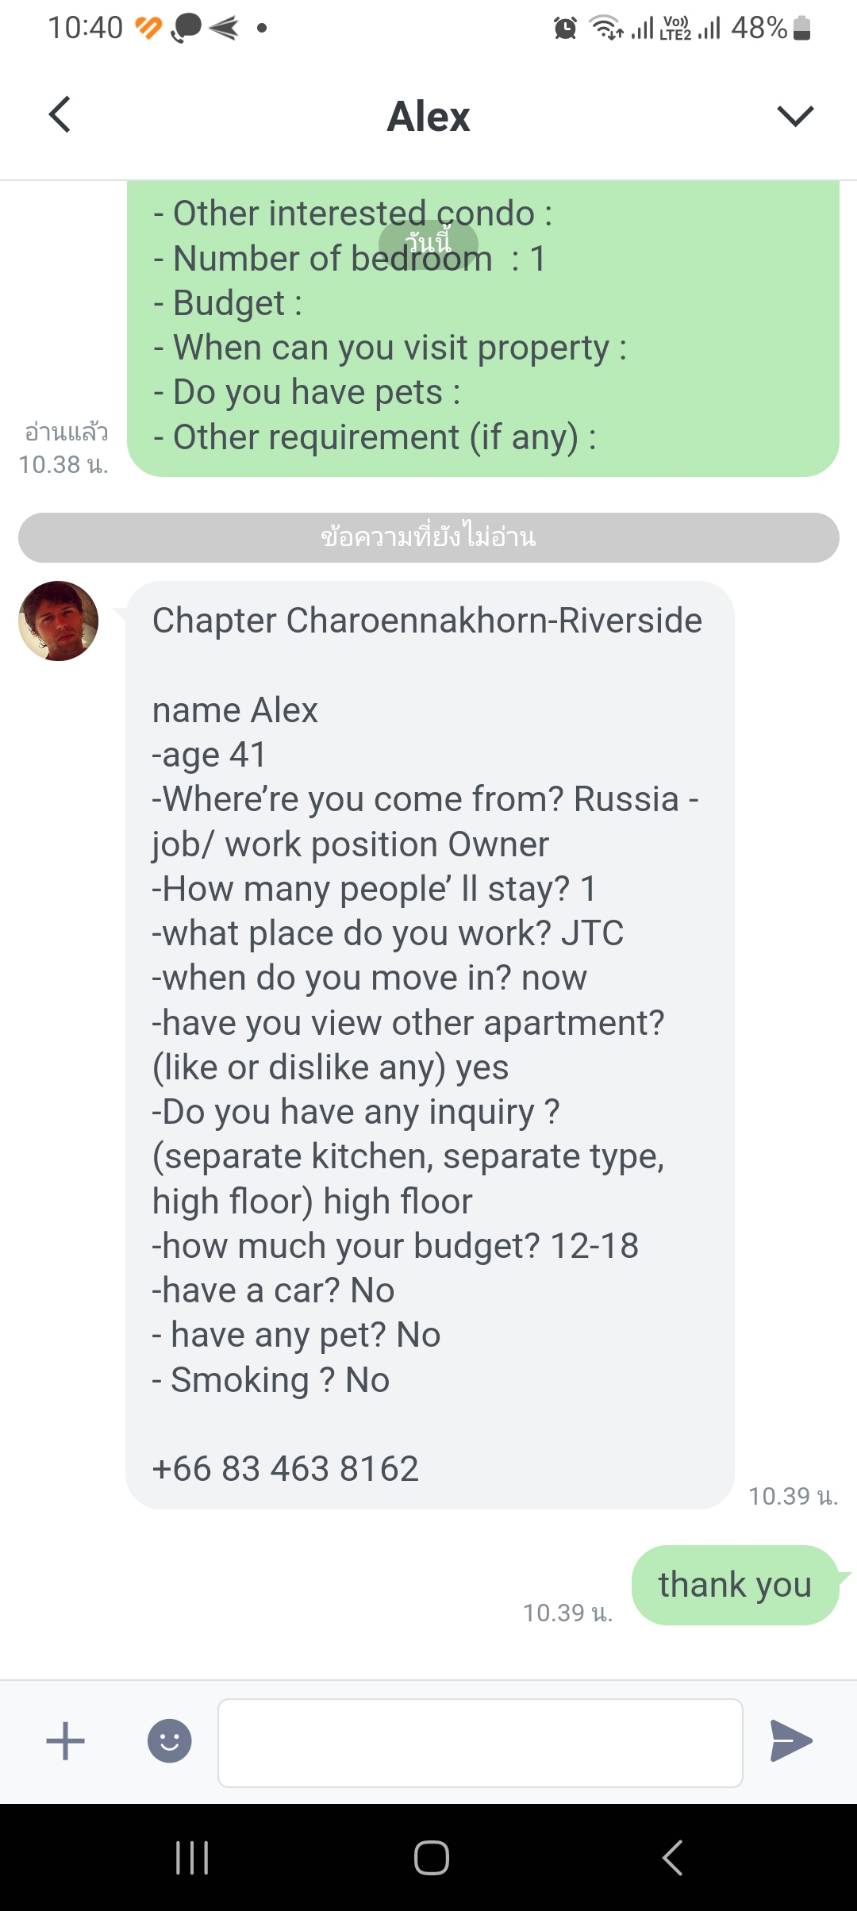 10:40
Vo))
LTE2
48%
Alex
- Other interested condo :
วันนี้
- Number of bedroom : 1
- Budget :
- When can you visit property :
- Do you have pets :
- Other requirement (if any) :
อ่านแล้ว
10.38 น.
ข้อความที่ยังไม่อ่าน
Chapter Charoennakhorn-Riverside
name Alex
-age 41
-Where’re you come from? Russia -
job/ work position Owner
-How many people’ ll stay? 1
-what place do you work? JTC
-when do you move in? now
-have you view other apartment?
(like or dislike any) yes
-Do you have any inquiry ?
(separate kitchen, separate type,
high floor) high floor
-how much your budget? 12-18
-have a car? No
- have any pet? No
- Smoking ? No
+66 83 463 8162
10.39 น.
thank you
10.39 น.